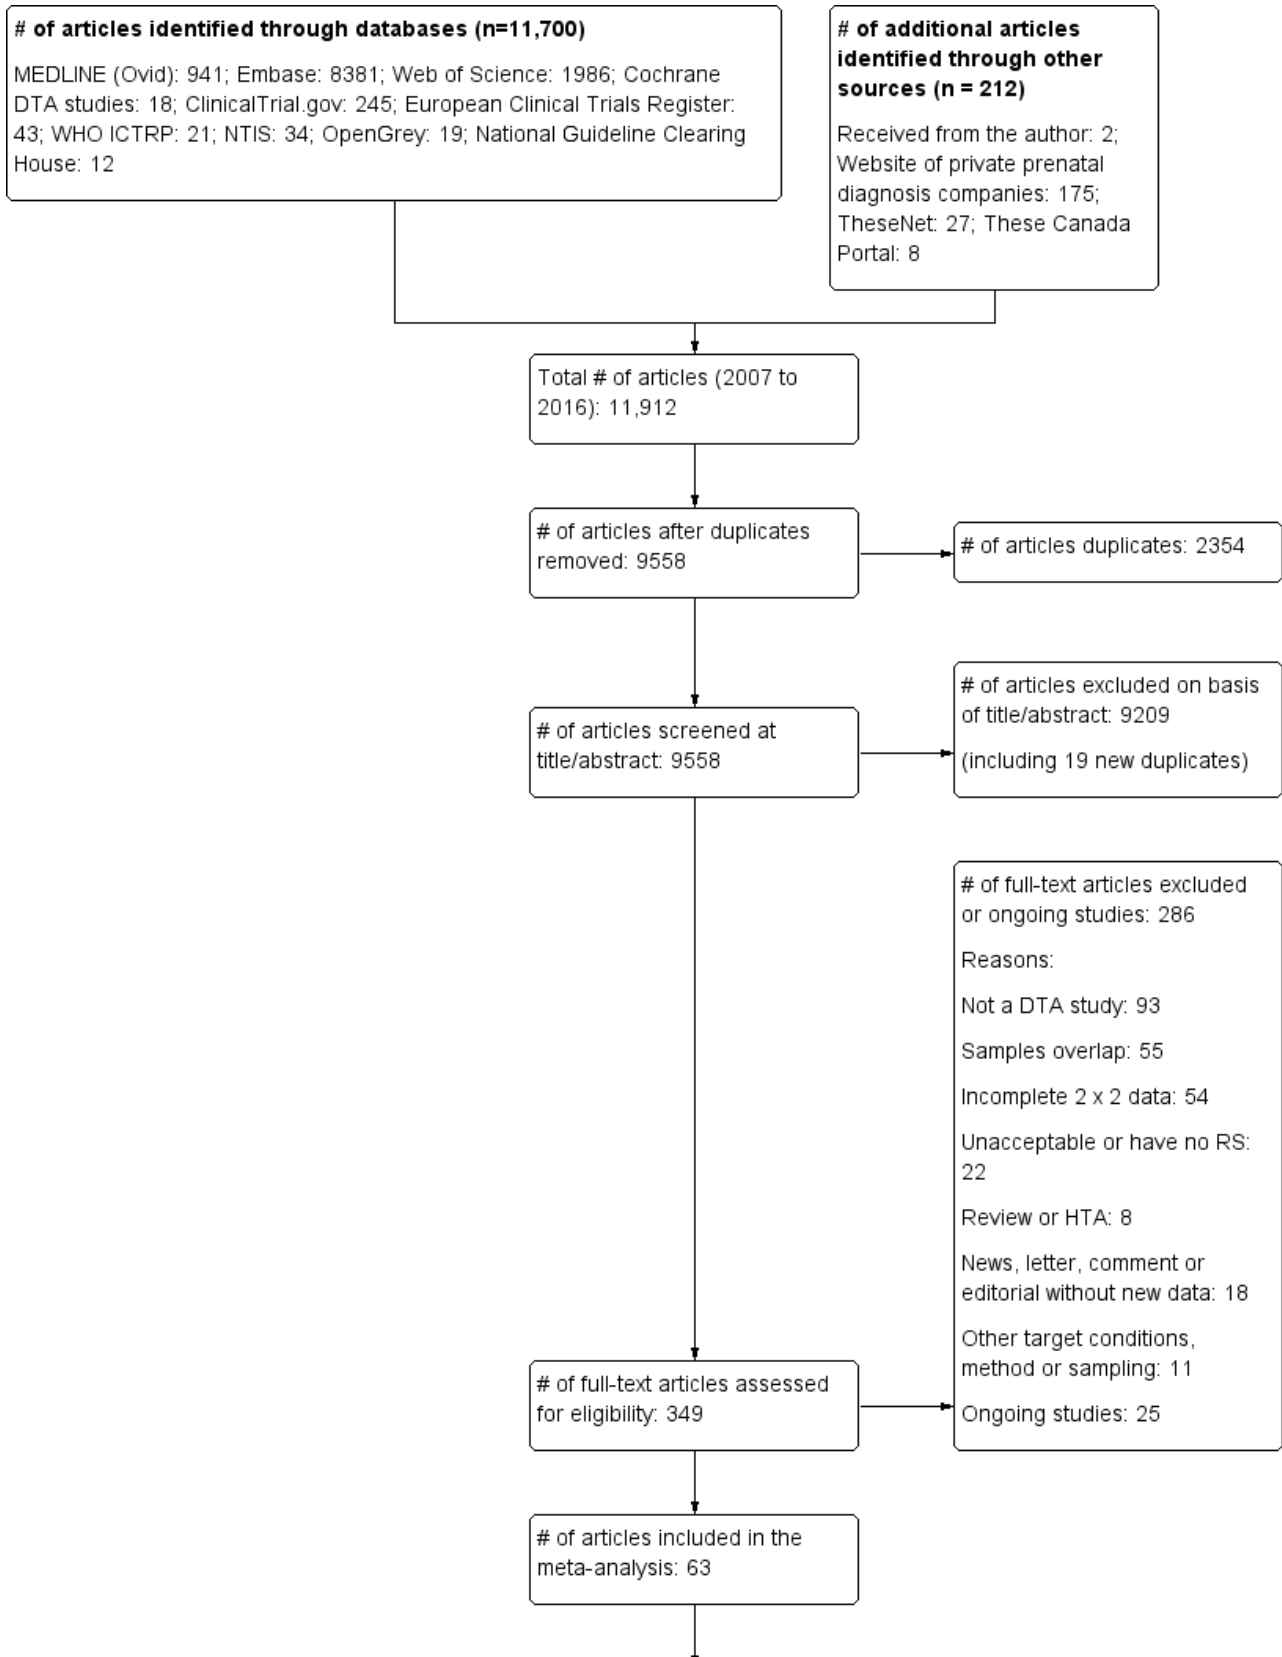 # of articles identified through databases (n=11,700)
MEDLINE (Ovid): 941; Embase: 8381; Web of Science: 1986; Cochrane
DTA studies: 18; ClinicalTrial.gov: 245; European Clinical Trials Register:
43; WHO ICTRP: 21; NTIS: 34; OpenGrey: 19; National Guideline Clearing
House: 12
# of additional articles
identified through other
sources (n = 212)
Received from the author: 2;
Website of private prenatal
diagnosis companies: 175;
TheseNet: 27; These Canada
Portal: 8
Total # of articles (2007 to
2016): 11,912
# of articles after duplicates
removed: 9558
# of articles duplicates: 2354
# of articles screened at
title/abstract: 9558
# of articles excluded on basis
of title/abstract: 9209
(including 19 new duplicates)
# of full-text articles assessed
for eligibility: 349
# of full-text articles excluded
or ongoing studies: 286
Reasons:
Not a DTA study: 93
Samples overlap: 55
Incomplete 2 x 2 data: 54
Unacceptable or have no RS:
22
Review or HTA: 8
News, letter, comment or
editorial without new data: 18
Other target conditions,
method or sampling: 11
Ongoing studies: 25
# of articles included in the
meta-analysis: 63